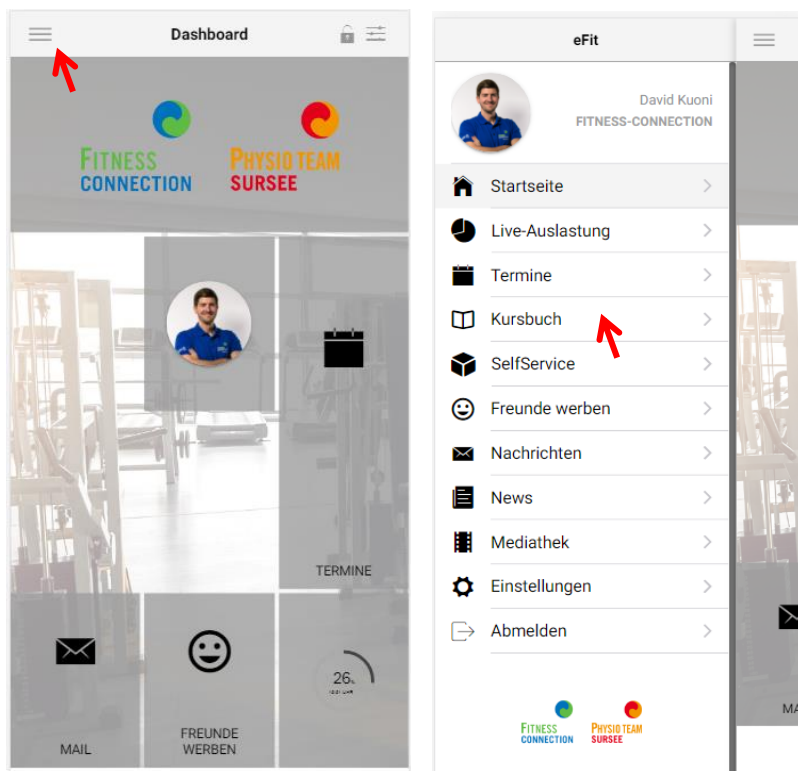 Dashboard
FITNESS
CONNECTION
PHYSIO TEAM
SURSEE
TERMINE
MAIL
FREUNDE
WERBEN
26%
eFit
David Kuoni
FITNESS-CONNECTION
Startseite
Live-Auslastung
Termine
Kursbuch
SelfService
Freunde werben
Nachrichten
News
Mediathek
Einstellungen
Abmelden
FITNESS
CONNECTION
PHYSIO TEAM
SURSEE
MA